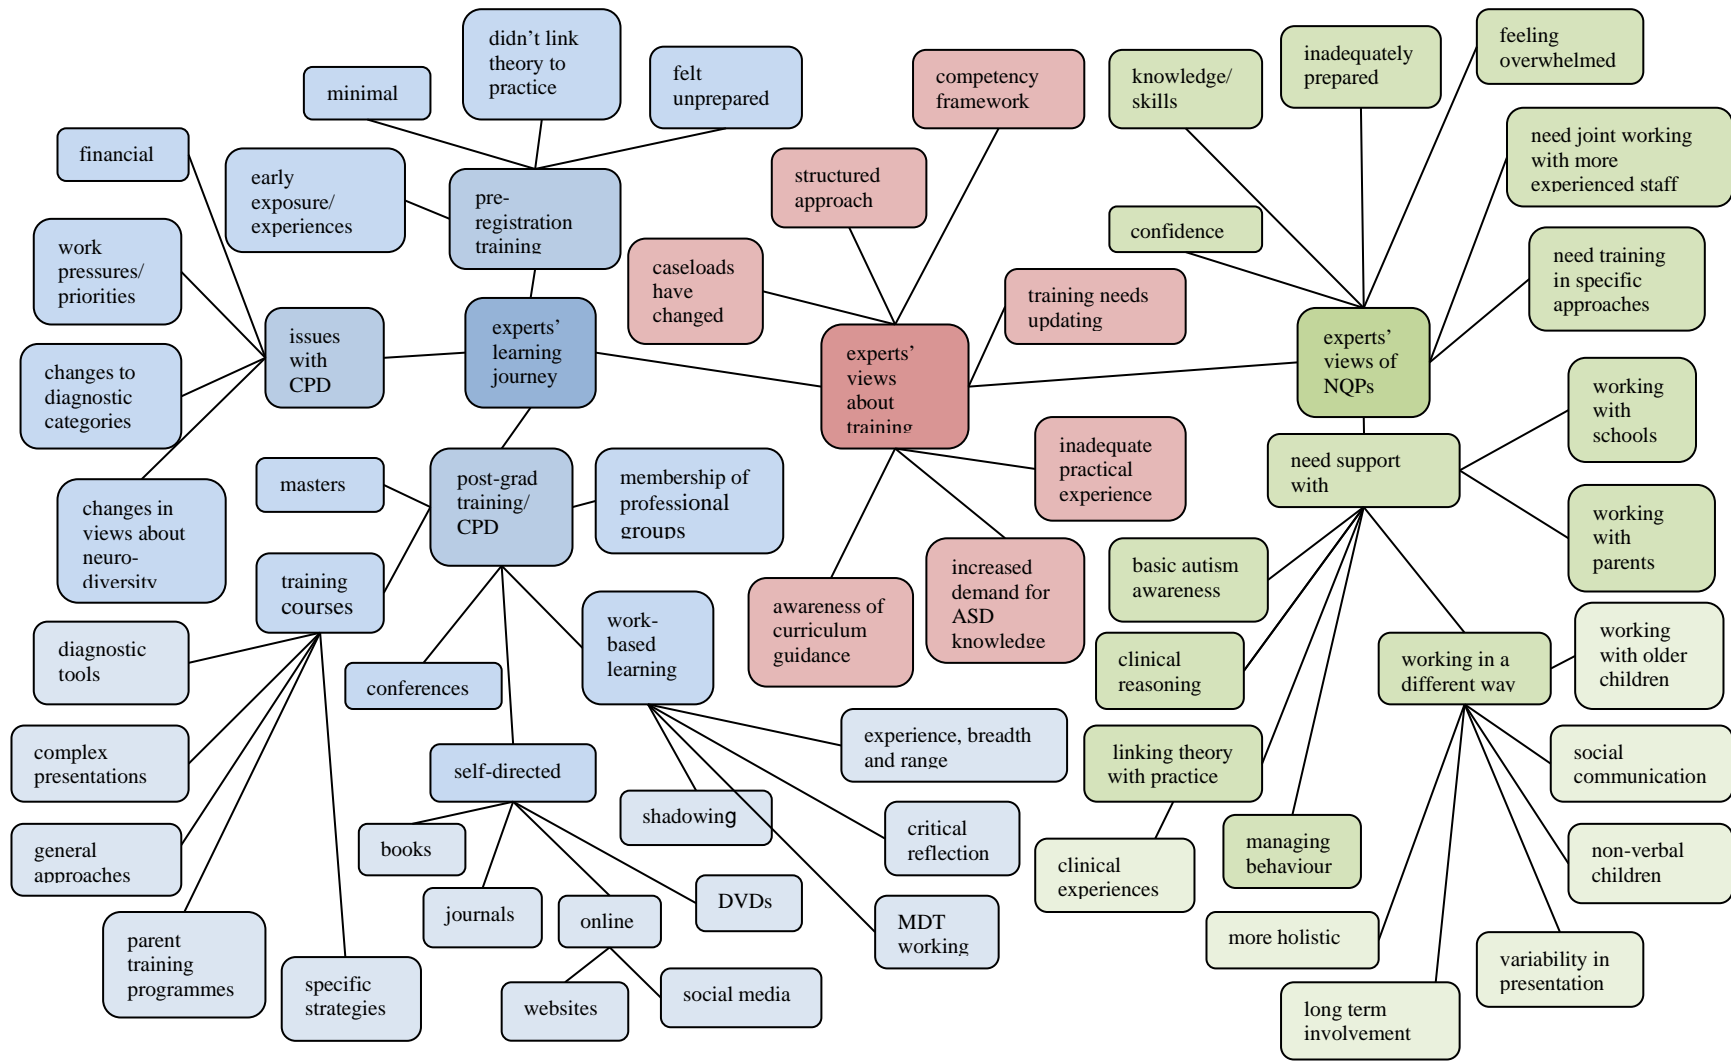 didn't link
theory to
practice
minimal
felt
unprepared
financial
early
exposure/
experiences
pre-
registration
training
work
pressures/
priorities
issues
with
CPD
experts'
learning
journey
changes to
diagnostic
categories
changes in
views about
neuro-
diversity
masters
post-grad
training/
CPD
membership of
professional
groups
training
courses
diagnostic
tools
complex
presentations
general
approaches
parent
training
programmes
specific
strategies
conferences
self-directed
books
journals
online
DVDs
websites
social media
work-
based
learning
experience, breadth
and range
shadowing
critical
reflection
MDT
working
competency
framework
structured
approach
caseloads
have
changed
training needs
updating
experts'
views
about
training
inadequate
practical
experience
increased
demand for
ASD
knowledge
awareness of
curriculum
guidance
knowledge/
skills
inadequately
prepared
feeling
overwhelmed
confidence
need joint working
with more
experienced staff
need training
in specific
approaches
experts'
views of
NQPs
need support
with
working
with
schools
working
with
parents
basic autism
awareness
clinical
reasoning
linking theory
with practice
clinical
experiences
managing
behaviour
working in a
different way
working
with older
children
social
communication
non-verbal
children
variability in
presentation
long term
involvement
more holistic